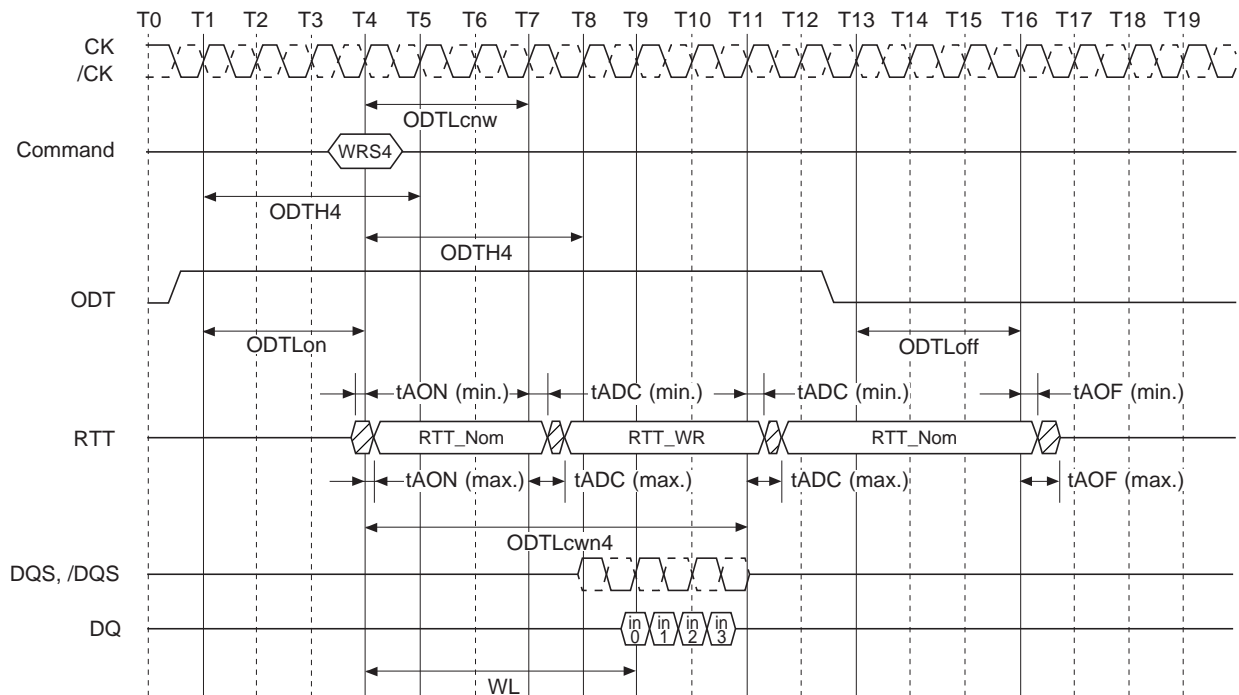 T0 T1 T2 T3 T4 T5 T6 T7 T8 T9 T10 T11 T12 T13 T14 T15 T16 T17 T18 T19
CK
/CK
ODTLcnw
Command WRS4
ODTH4
ODTH4
ODT
ODTLon ODTLoff
tAON (min.) tADC (min.) tADC (min.) tAOF (min.)
RTT RTT_Nom RTT_WR RTT_Nom
tAON (max.) tADC (max.) tADC (max.) tAOF (max.)
ODTLcwn4
DQS, /DQS
DQ in 0 in 1 in 2 in 3
WL